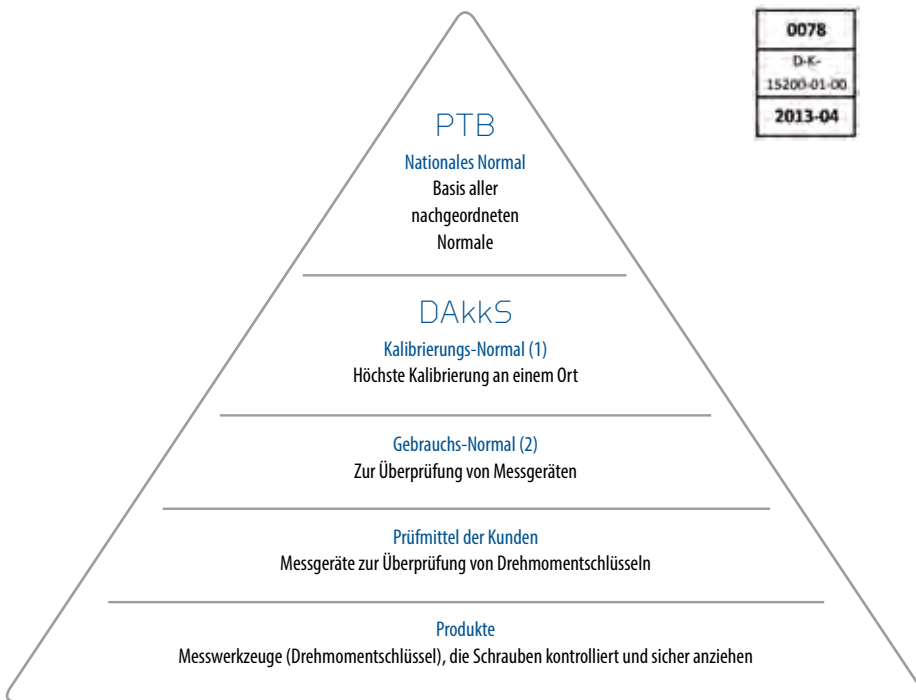 0078
D-K-
15200-01-00
2013-04
PTB
Nationales Normal
Basis aller
nachgeordneten
Normale
DAkkS
Kalibrierungs-Normal (1)
Höchste Kalibrierung an einem Ort
Gebrauchs-Normal (2)
Zur Überprüfung von Messgeräten
Prüfmittel der Kunden
Messgeräte zur Überprüfung von Drehmomentschlüsseln
Produkte
Messwerkzeuge (Drehmomentschlüssel), die Schrauben kontrolliert und sicher anziehen